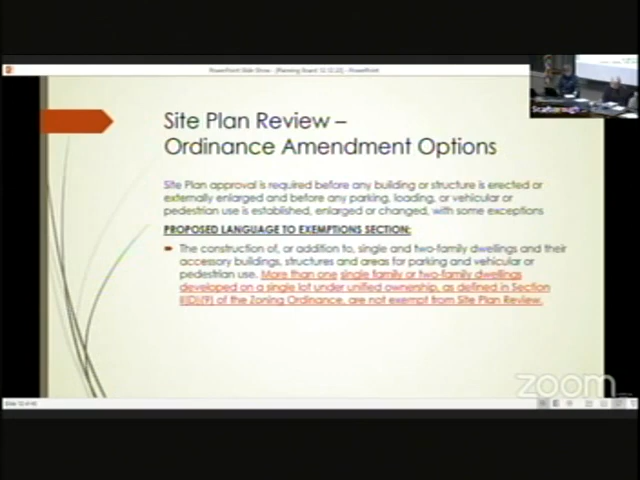 PowerPoint Slide Show - [Planning Board 12.12.22] - PowerPoint
Scarborough
Site Plan Review –
Ordinance Amendment Options
Site Plan approval is required before any building or structure is erected or
externally enlarged and before any parking, loading, or vehicular or
pedestrian use is established, enlarged or changed, with some exceptions
PROPOSED LANGUAGE TO EXEMPTIONS SECTION:
The construction of, or addition to, single and two-family dwellings and their
accessory buildings, structures and areas for parking and vehicular or
pedestrian use. More than one single family or two-family dwellings
developed on a single lot under unified ownership, as defined in Section
II(D)(9) of the Zoning Ordinance, are not exempt from Site Plan Review.
zoom